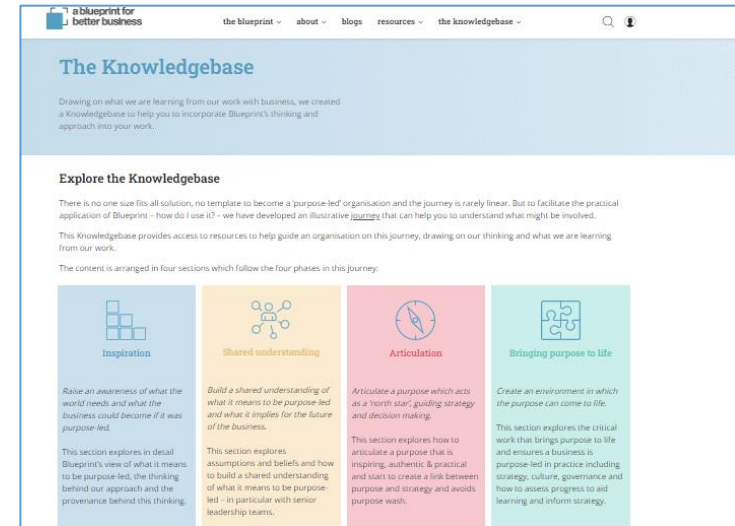 a blueprint for
better business
the blueprint about blogs resources the knowledgebase
The Knowledgebase
Drawing on what we are learning from our work with business, we created
a Knowledgebase to help you to incorporate Blueprint's thinking and
approach into your work.
Explore the Knowledgebase
There is no one size fits all solution, no template to become a 'purpose-led' organisation and the journey is rarely linear. But to facilitate the practical
application of Blueprint – how do I use it? – we have developed an illustrative journey that can help you to understand what might be involved.
This Knowledgebase provides access to resources to help guide an organisation on this journey, drawing on our thinking and what we are learning
from our work.
The content is arranged in four sections which follow the four phases in this journey:
Inspiration
Raise an awareness of what the
world needs and what the
business could become if it was
purpose-led.
This section explores in detail
Blueprint's view of what it means
to be purpose-led, the thinking
behind our approach and the
provenance behind this thinking.
Shared understanding
Build a shared understanding of
what it means to be purpose-led
and what it implies for the future
of the business.
This section explores
assumptions and beliefs and how
to build a shared understanding
of what it means to be purpose-
led – in particular with senior
leadership teams.
Articulation
Articulate a purpose which acts
as a 'north star', guiding strategy
and decision making.
This section explores how to
articulate a purpose that is
inspiring, authentic & practical
and start to create a link between
purpose and strategy and avoids
purpose wash.
Bringing purpose to life
Create an environment in which
the purpose can come to life.
This section explores the critical
work that brings purpose to life
and ensures a business is
purpose-led in practice including
strategy, culture, governance and
how to assess progress to aid
learning and inform strategy.